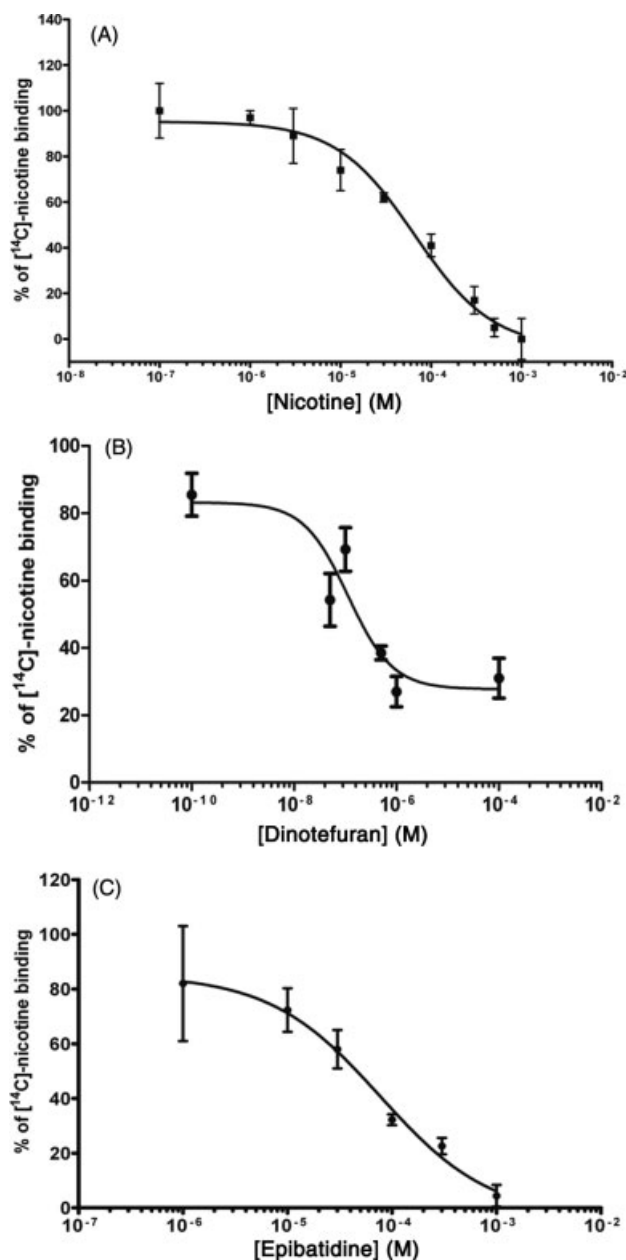 (A)
% of [¹⁴C]-nicotine binding
140
120
100
80
60
40
20
0
10⁻⁸ 10⁻⁷ 10⁻⁶ 10⁻⁵ 10⁻⁴ 10⁻³ 10⁻²
[Nicotine] (M)
(B)
% of [¹⁴C]-nicotine binding
100
80
60
40
20
0
10⁻¹² 10⁻¹⁰ 10⁻⁸ 10⁻⁶ 10⁻⁴ 10⁻²
[Dinotefuran] (M)
(C)
% of [¹⁴C]-nicotine binding
120
100
80
60
40
20
0
10⁻⁷ 10⁻⁶ 10⁻⁵ 10⁻⁴ 10⁻³ 10⁻²
[Epibatidine] (M)